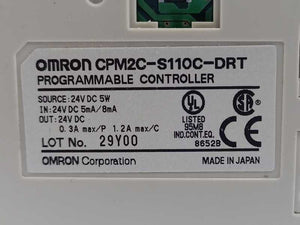 OMRON CPM2C-S110C-DRT
PROGRAMMABLE CONTROLLER
SOURCE: 24V DC 5W
IN: 24V DC 5mA/8mA
OUT: 24V DC
0.3A max/P 1.2A max/C
LOT No. 29Y00
UL
LISTED
95M8
IND.CONT.EQ.
8652B
OMRON Corporation
MADE IN JAPAN